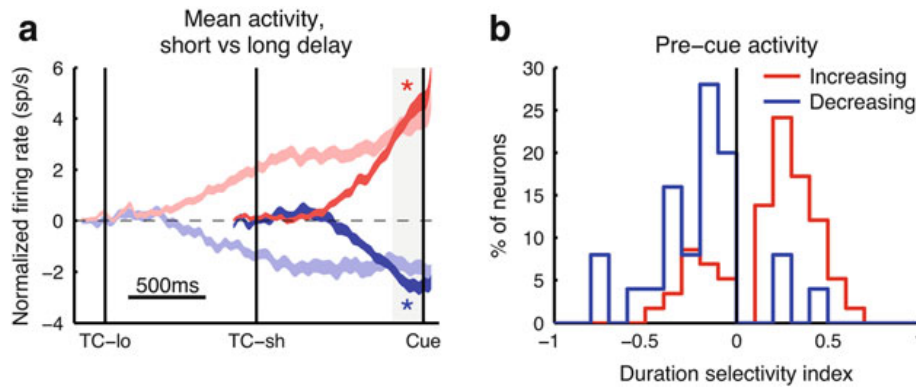 a
Mean activity,
short vs long delay
Normalized firing rate (sp/s)
6
4
2
0
−2
−4
*
*
500ms
TC−lo
TC−sh
Cue
b
Pre−cue activity
Increasing
Decreasing
% of neurons
30
25
20
15
10
5
0
−1
−0.5
0
0.5
Duration selectivity index